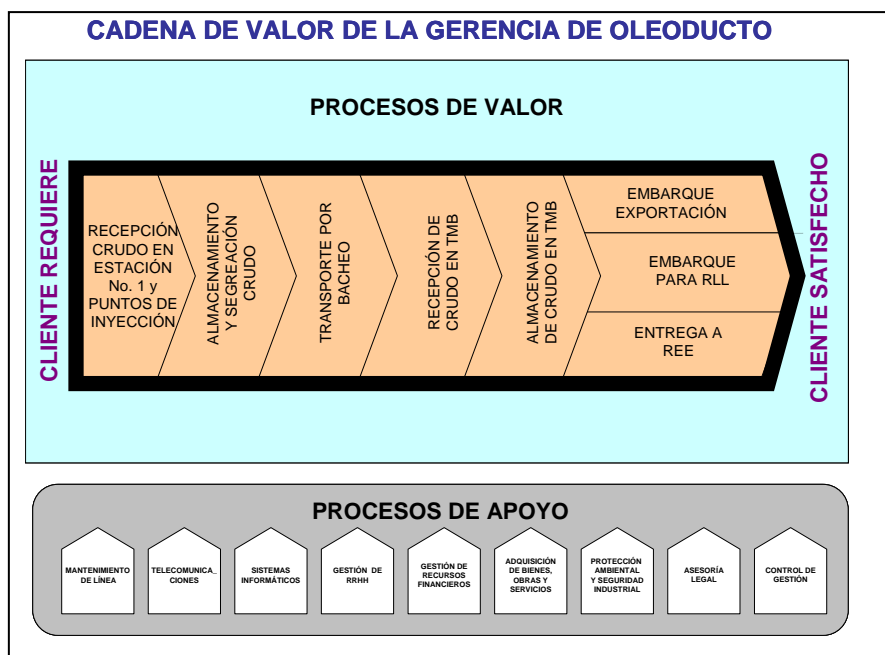 CADENA DE VALOR DE LA GERENCIA DE OLEODUCTO
PROCESOS DE VALOR
CLIENTE REQUIERE
RECEPCIÓN
CRUDO EN
ESTACIÓN
No. 1 y
PUNTOS DE
INYECCIÓN
ALMACENAMIENTO
Y SEGREACIÓN
CRUDO
TRANSPORTE POR
BACHEO
RECEPCIÓN DE
CRUDO EN TMB
ALMACENAMIENTO
DE CRUDO EN TMB
EMBARQUE
EXPORTACIÓN
EMBARQUE
PARA RLL
ENTREGA A
REE
CLIENTE SATISFECHO
PROCESOS DE APOYO
MANTENIMIENTO
DE LÍNEA
TELECOMUNICA_
CIONES
SISTEMAS
INFORMÁTICOS
GESTIÓN DE
RRHH
GESTIÓN DE
RECURSOS
FINANCIEROS
ADQUISICIÓN
DE BIENES,
OBRAS Y
SERVICIOS
PROTECCIÓN
AMBIENTAL
Y SEGURIDAD
INDUSTRIAL
ASESORÍA
LEGAL
CONTROL DE
GESTIÓN